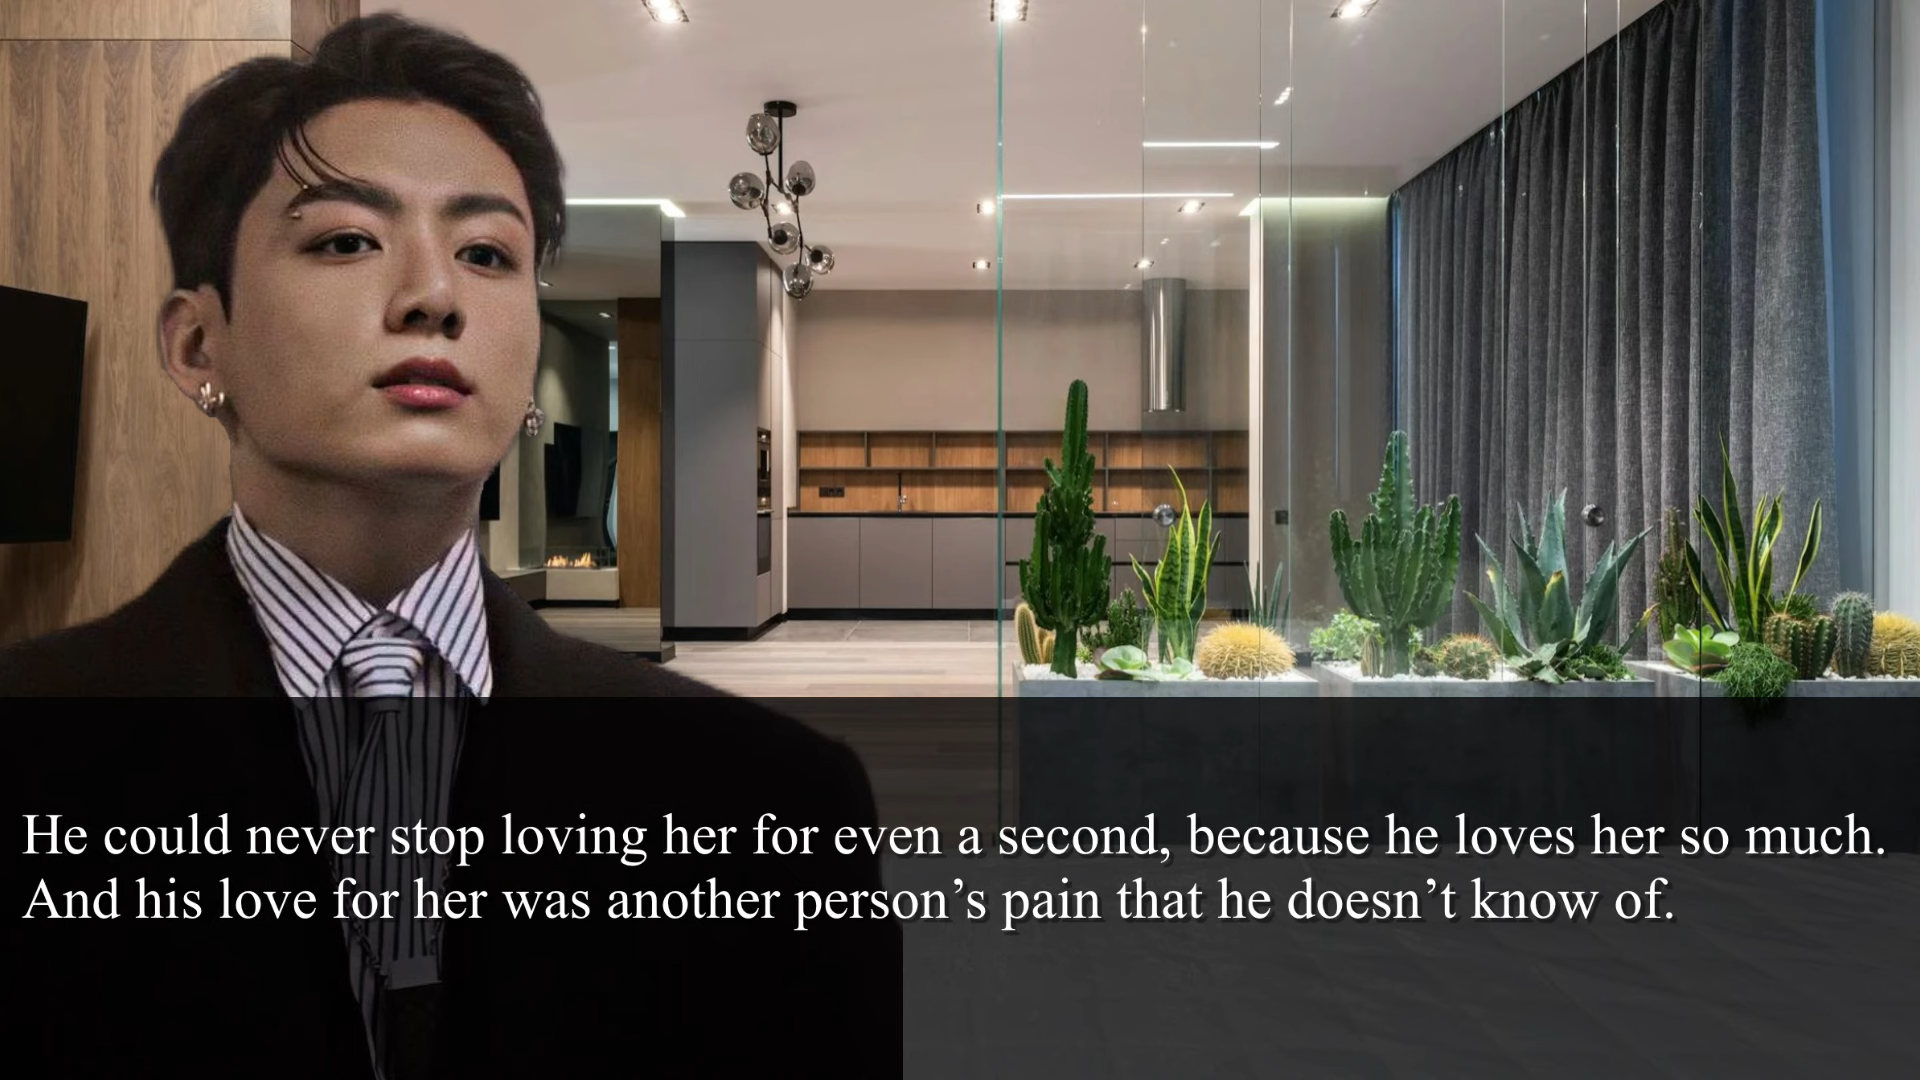 He could never stop loving her for even a second, because he loves her so much.
And his love for her was another person’s pain that he doesn’t know of.